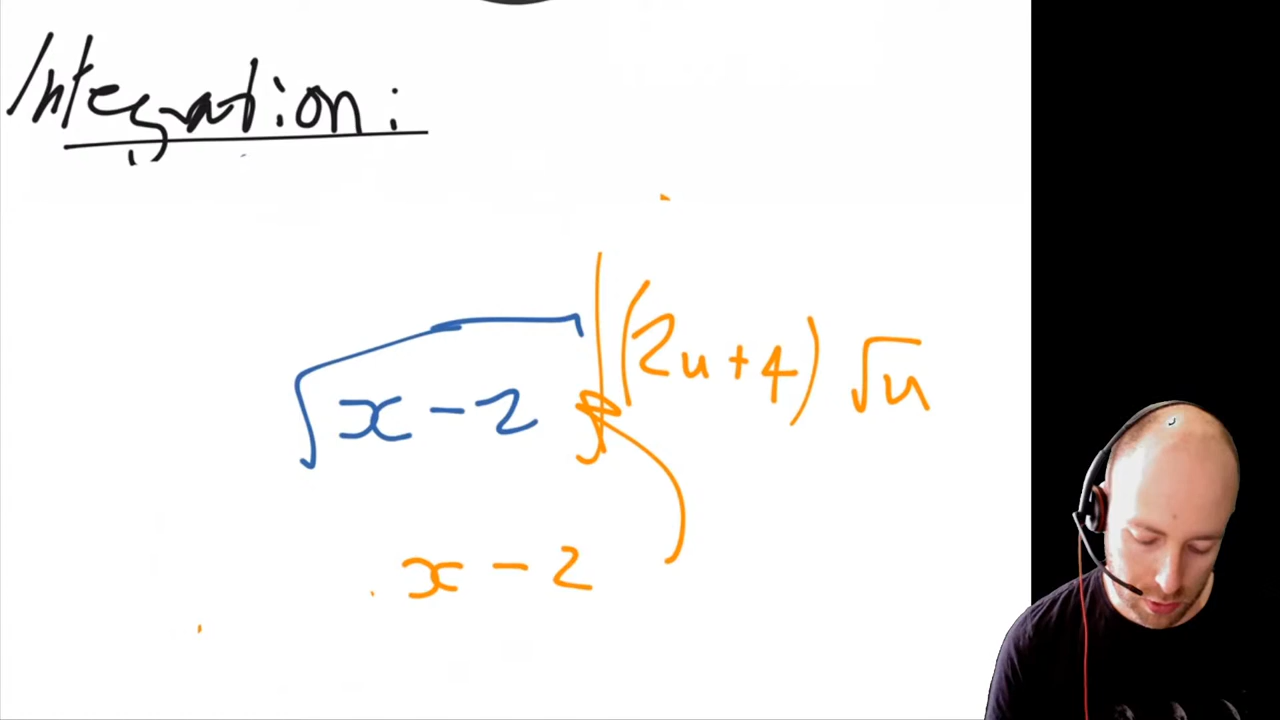 Integration:
√x-2 ∫(2u+4)√u
x-2